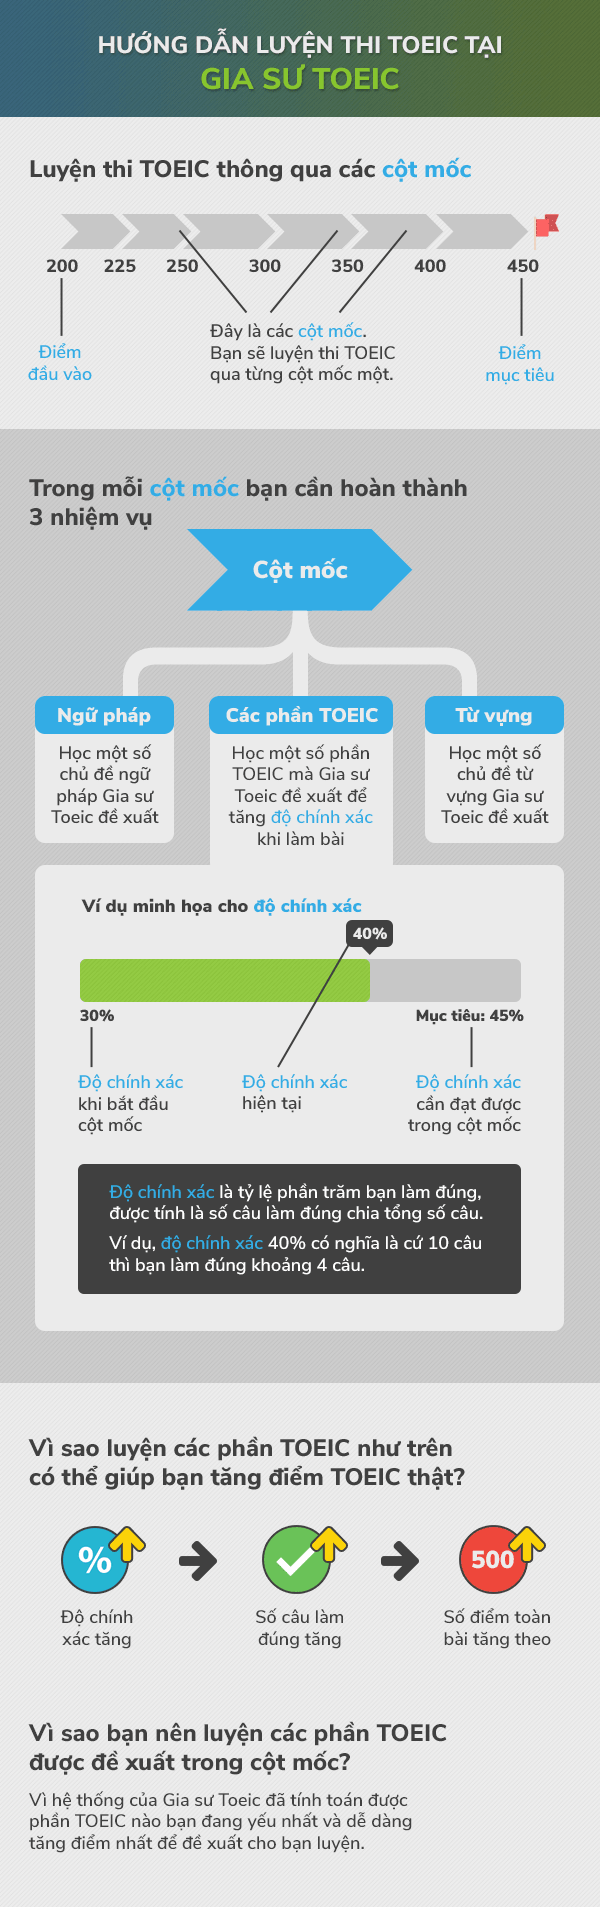 HƯỚNG DẪN LUYỆN THI TOEIC TẠI
GIA SƯ TOEIC
Luyện thi TOEIC thông qua các cột mốc
200 225 250 300 350 400 450
Điểm
đầu vào
Đây là các cột mốc.
Bạn sẽ luyện thi TOEIC
qua từng cột mốc một.
Điểm
mục tiêu
Trong mỗi cột mốc bạn cần hoàn thành
3 nhiệm vụ
Cột mốc
Ngữ pháp
Học một số
chủ đề ngữ
pháp Gia sư
Toeic đề xuất
Các phần TOEIC
Học một số phần
TOEIC mà Gia sư
Toeic đề xuất để
tăng độ chính xác
khi làm bài
Từ vựng
Học một số
chủ đề từ
vựng Gia sư
Toeic đề xuất
Ví dụ minh họa cho độ chính xác
40%
30%
Mục tiêu: 45%
Độ chính xác
khi bắt đầu
cột mốc
Độ chính xác
hiện tại
Độ chính xác
cần đạt được
trong cột mốc
Độ chính xác là tỷ lệ phần trăm bạn làm đúng,
được tính là số câu làm đúng chia tổng số câu.
Ví dụ, độ chính xác 40% có nghĩa là cứ 10 câu
thì bạn làm đúng khoảng 4 câu.
Vì sao luyện các phần TOEIC như trên
có thể giúp bạn tăng điểm TOEIC thật?
%
500
Độ chính
xác tăng
Số câu làm
đúng tăng
Số điểm toàn
bài tăng theo
Vì sao bạn nên luyện các phần TOEIC
được đề xuất trong cột mốc?
Vì hệ thống của Gia sư Toeic đã tính toán được
phần TOEIC nào bạn đang yếu nhất và dễ dàng
tăng điểm nhất để đề xuất cho bạn luyện.